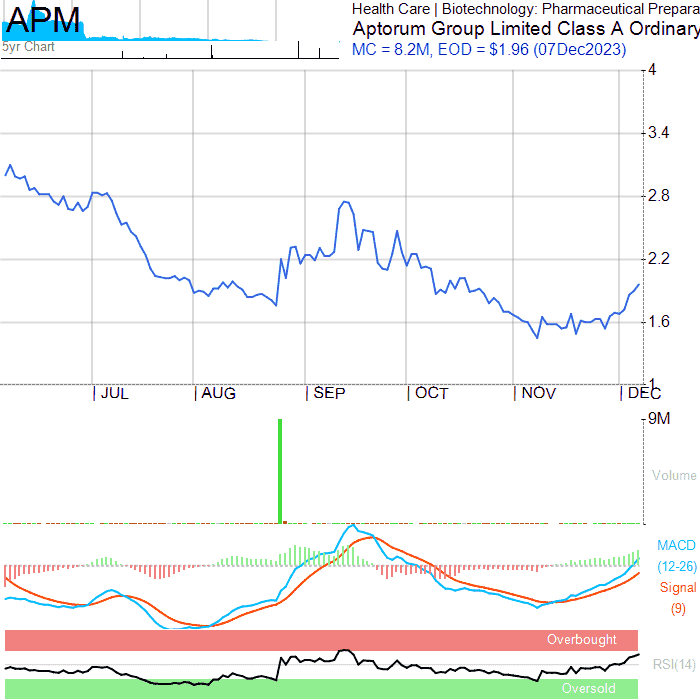 APM
5yr Chart
Health Care | Biotechnology: Pharmaceutical Prepara
Aptorum Group Limited Class A Ordinary
MC = 8.2M, EOD = $1.96 (07Dec2023)
4
3.4
2.8
2.2
1.6
1
JUL AUG SEP OCT NOV DEC
9M
Volume
MACD
(12-26)
Signal
(9)
Overbought
RSI(14)
Oversold